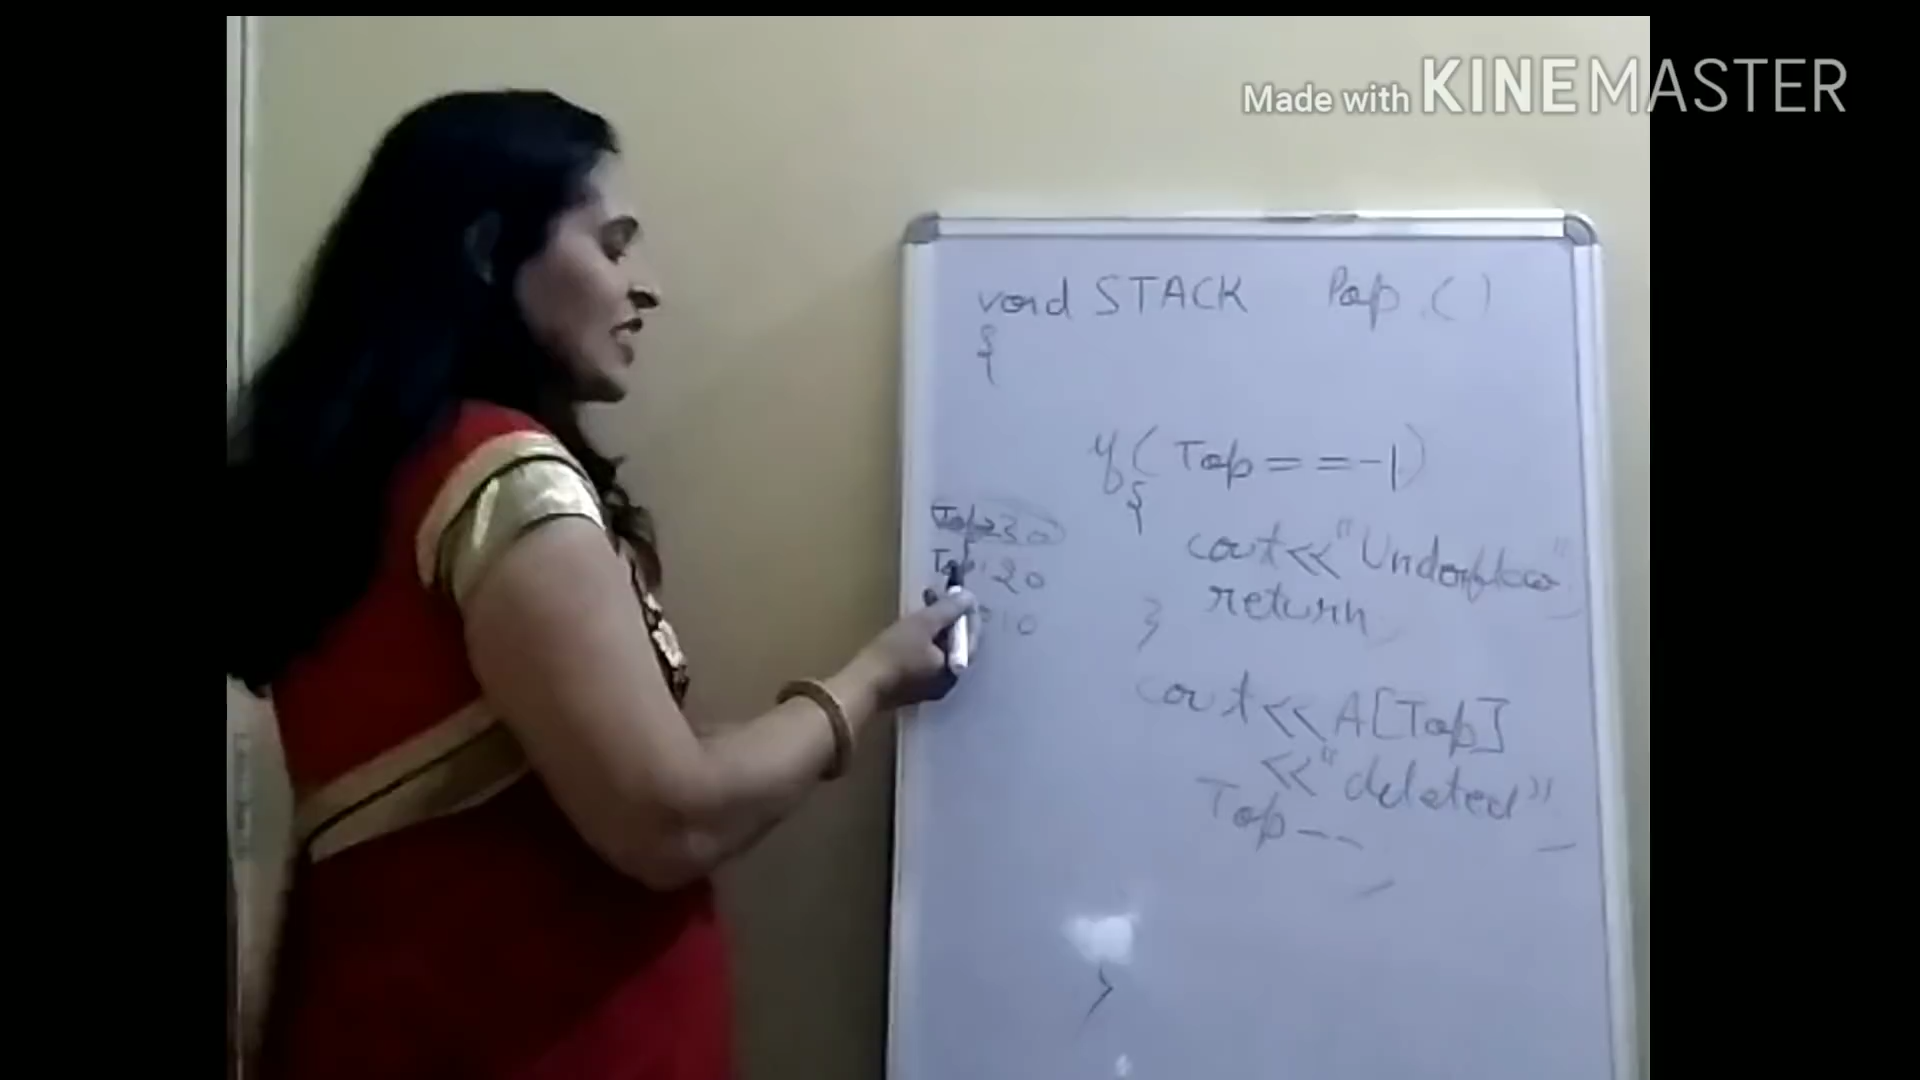 Made with KINEMASTER
void STACK Pop ()
{
if (Top == -1)
{
cout << "Underflow"
return
}
cout << A[Top]
<< "deleted"
Top --
}
Top 30
Top 20
10